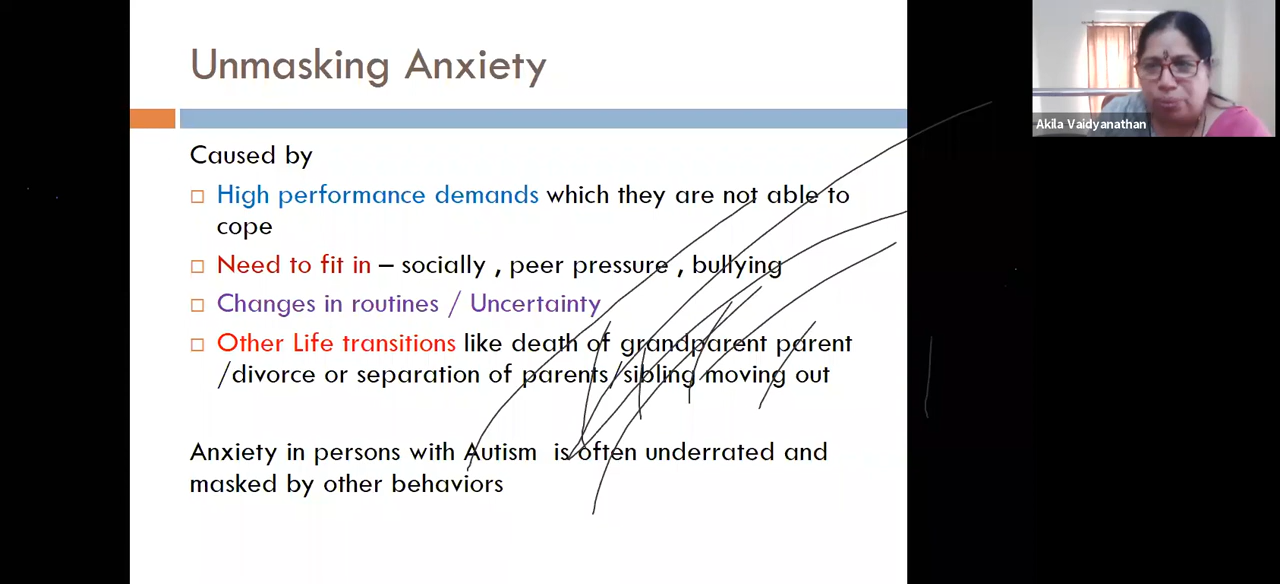 Unmasking Anxiety
Akila Vaidyanathan
Caused by
High performance demands which they are not able to
cope
Need to fit in – socially , peer pressure , bullying
Changes in routines / Uncertainty
Other Life transitions like death of grandparent parent
/divorce or separation of parents/ sibling moving out
Anxiety in persons with Autism is often underrated and
masked by other behaviors